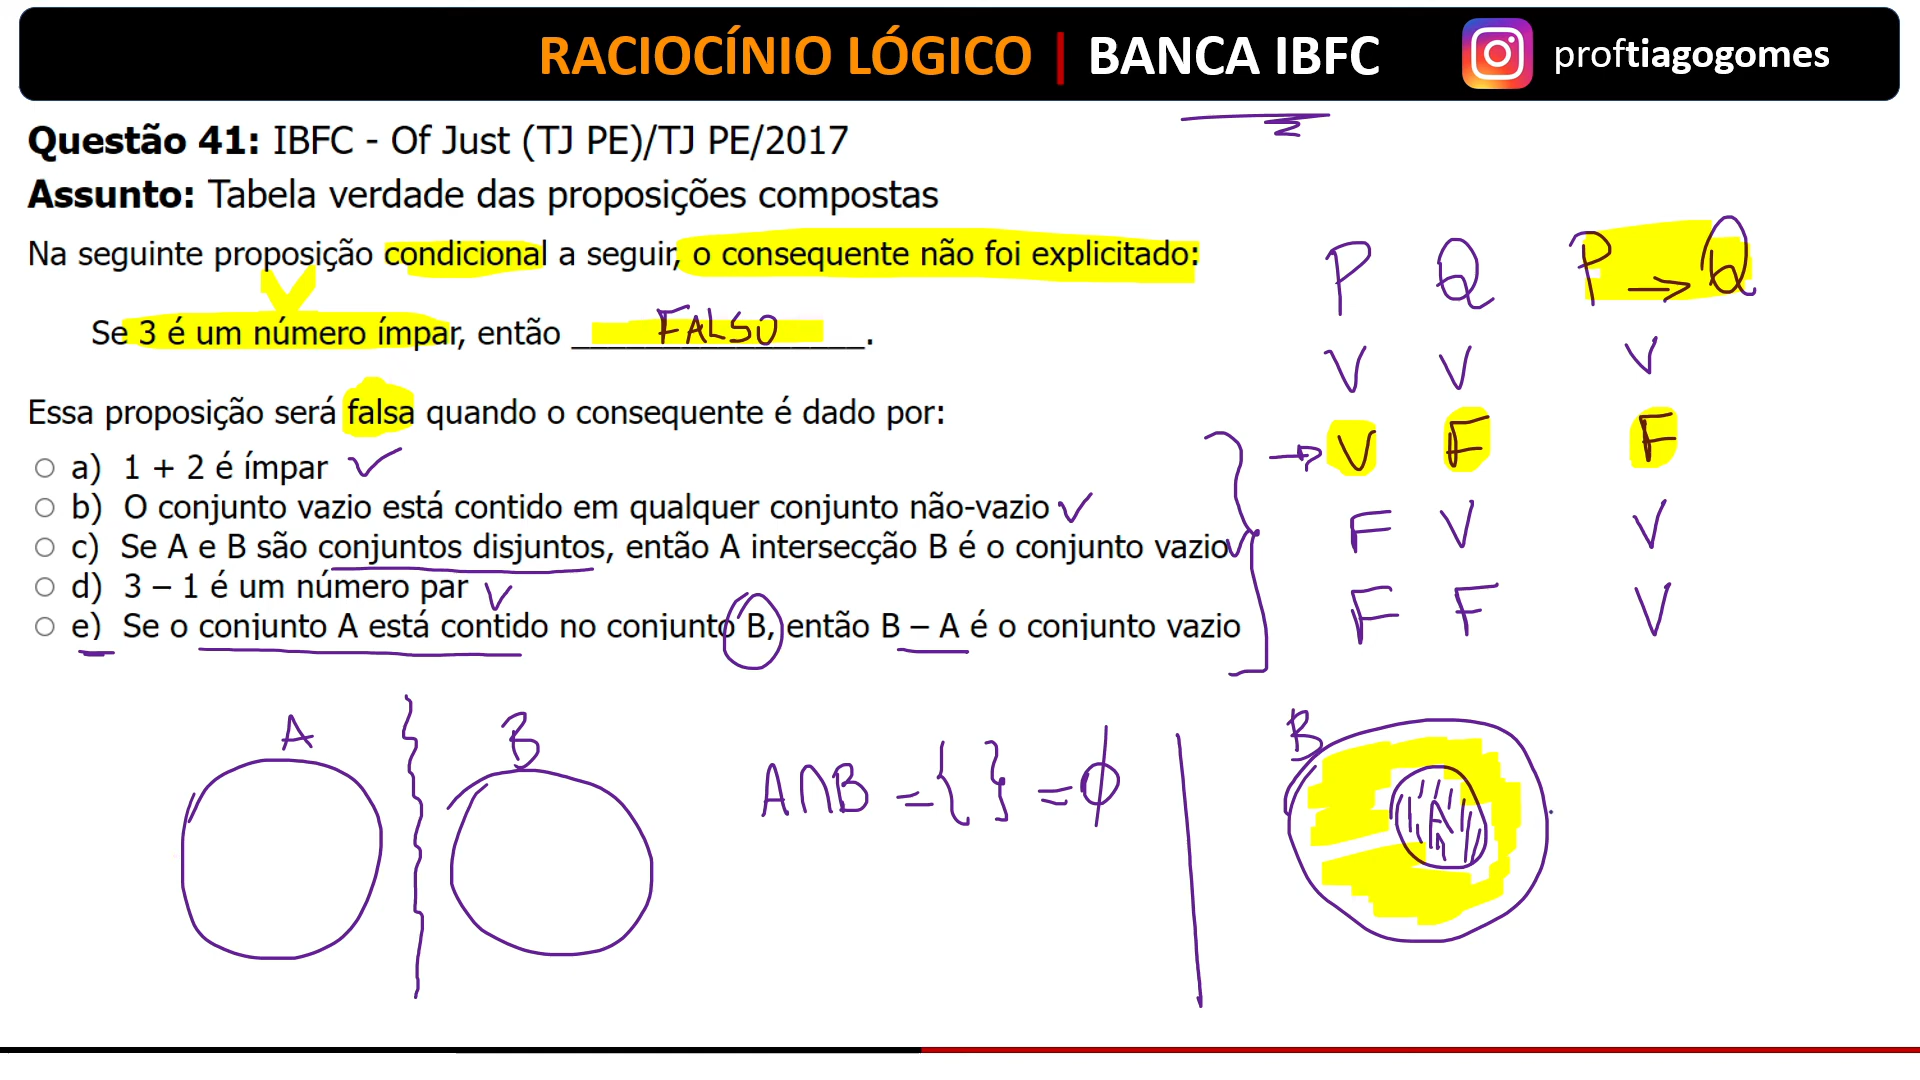 RACIOCÍNIO LÓGICO | BANCA IBFC proftiagogomes
Questão 41: IBFC - Of Just (TJ PE)/TJ PE/2017
Assunto: Tabela verdade das proposições compostas
Na seguinte proposição condicional a seguir, o consequente não foi explicitado:
V
Se 3 é um número ímpar, então FALSO.
Essa proposição será falsa quando o consequente é dado por:
a) 1 + 2 é ímpar V
b) O conjunto vazio está contido em qualquer conjunto não-vazio V
c) Se A e B são conjuntos disjuntos, então A intersecção B é o conjunto vazio V
d) 3 – 1 é um número par V
e) Se o conjunto A está contido no conjunto B, então B – A é o conjunto vazio
P Q P → Q
V V V
→ V F F
F V V
F F V
A B
A∩B = { } = ϕ
B
A